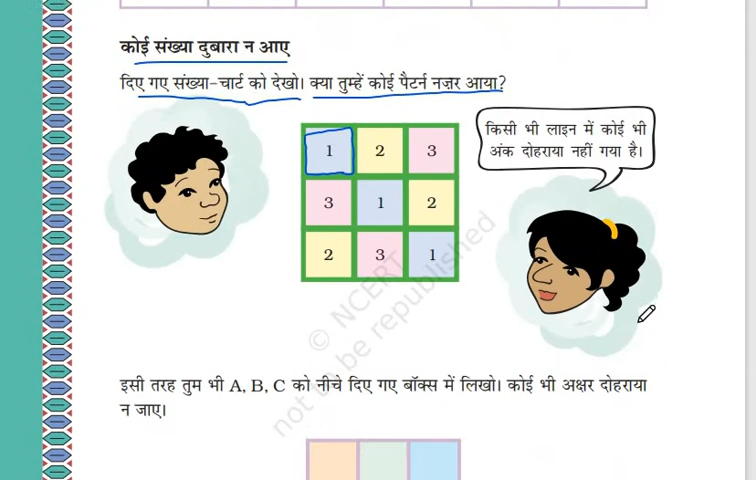 कोई संख्या दुबारा न आए
दिए गए संख्या-चार्ट को देखो। क्या तुम्हें कोई पैटर्न नज़र आया?
किसी भी लाइन में कोई भी
अंक दोहराया नहीं गया है।
1 2 3
3 1 2
2 3 1
© NCERT
not to be republished
इसी तरह तुम भी A, B, C को नीचे दिए गए बॉक्स में लिखो। कोई भी अक्षर दोहराया
न जाए।